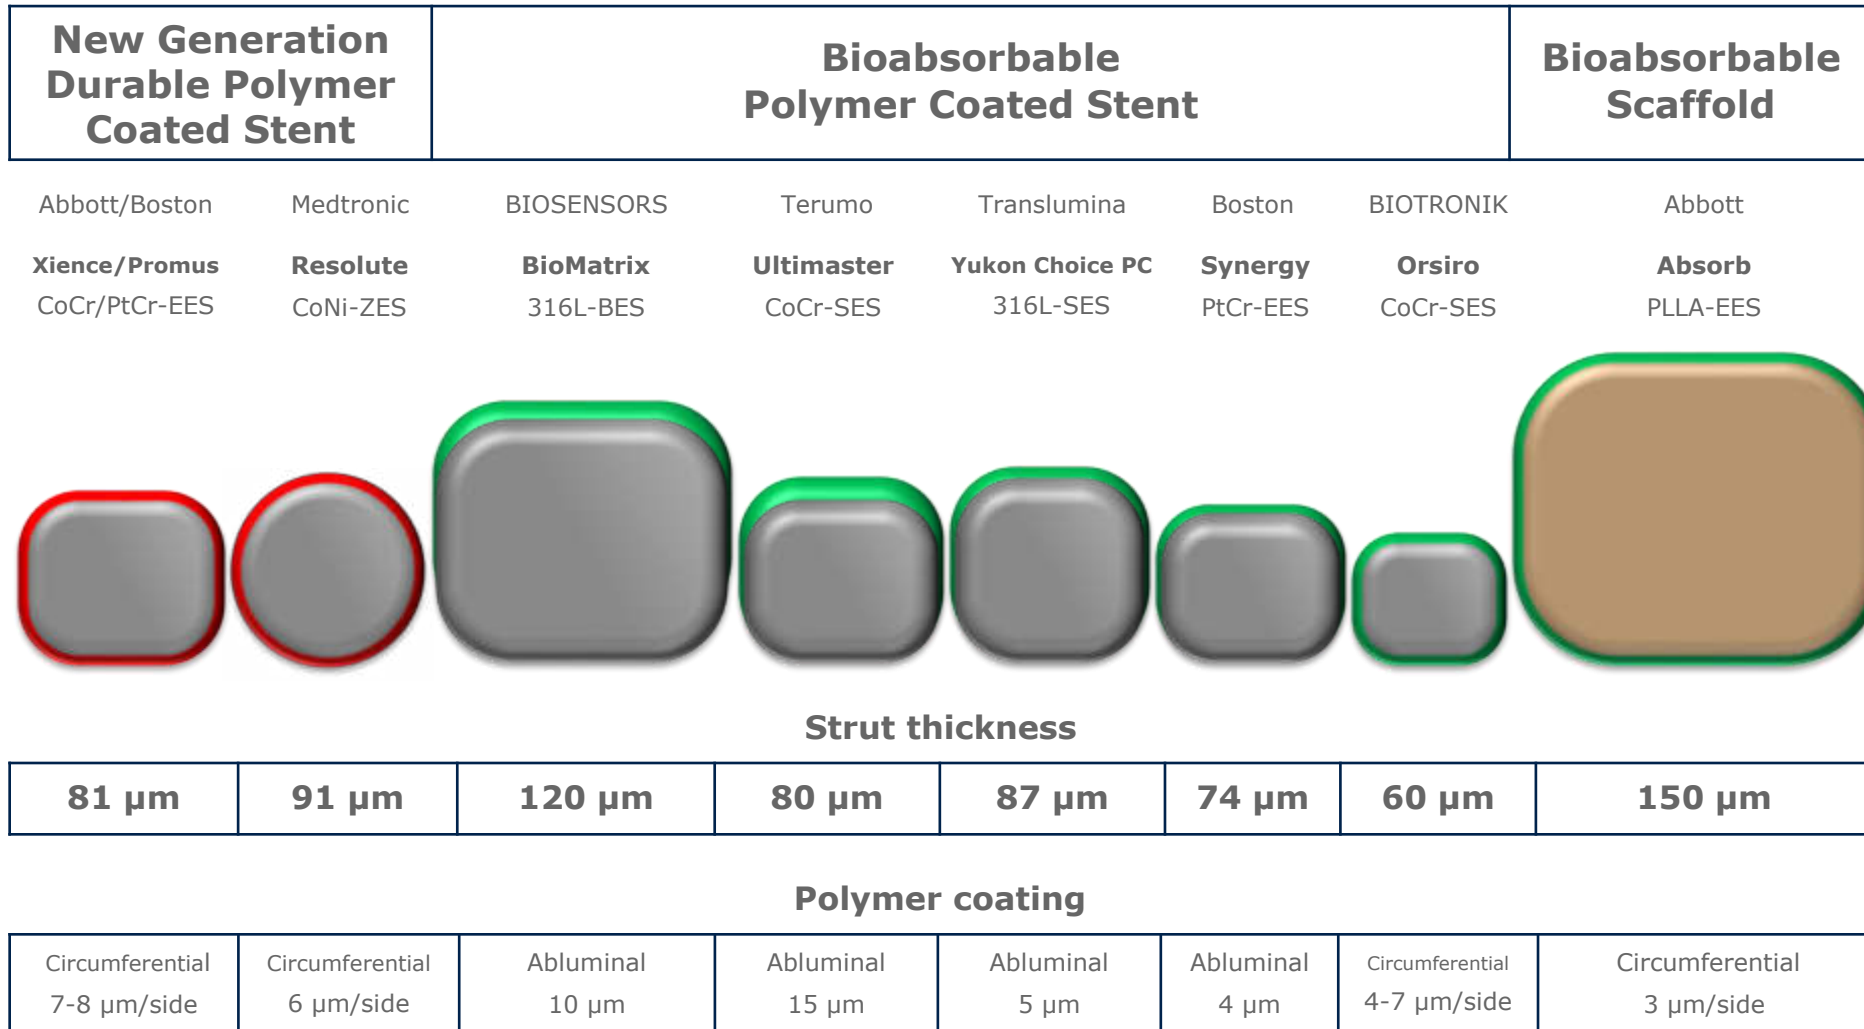 New Generation
Durable Polymer
Coated Stent
Bioabsorbable
Polymer Coated Stent
Bioabsorbable
Scaffold
Abbott/Boston Medtronic BIOSENSORS Terumo Translumina Boston BIOTRONIK Abbott
Xience/Promus Resolute BioMatrix Ultimaster Yukon Choice PC Synergy Orsiro Absorb
CoCr/PtCr-EES CoNi-ZES 316L-BES CoCr-SES 316L-SES PtCr-EES CoCr-SES PLLA-EES
Strut thickness
81 µm 91 µm 120 µm 80 µm 87 µm 74 µm 60 µm 150 µm
Polymer coating
Circumferential Circumferential Abluminal Abluminal Abluminal Abluminal Circumferential Circumferential
7-8 µm/side 6 µm/side 10 µm 15 µm 5 µm 4 µm 4-7 µm/side 3 µm/side